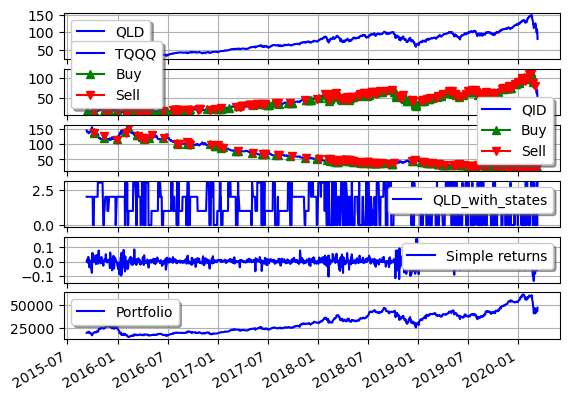 150
100
50
QLD
TQQQ
Buy
Sell
100
50
QID
Buy
Sell
150
100
50
2.5
0.0
QLD_with_states
0.1
0.0
−0.1
Simple returns
50000
25000
Portfolio
2015-07
2016-01
2016-07
2017-01
2017-07
2018-01
2018-07
2019-01
2019-07
2020-01